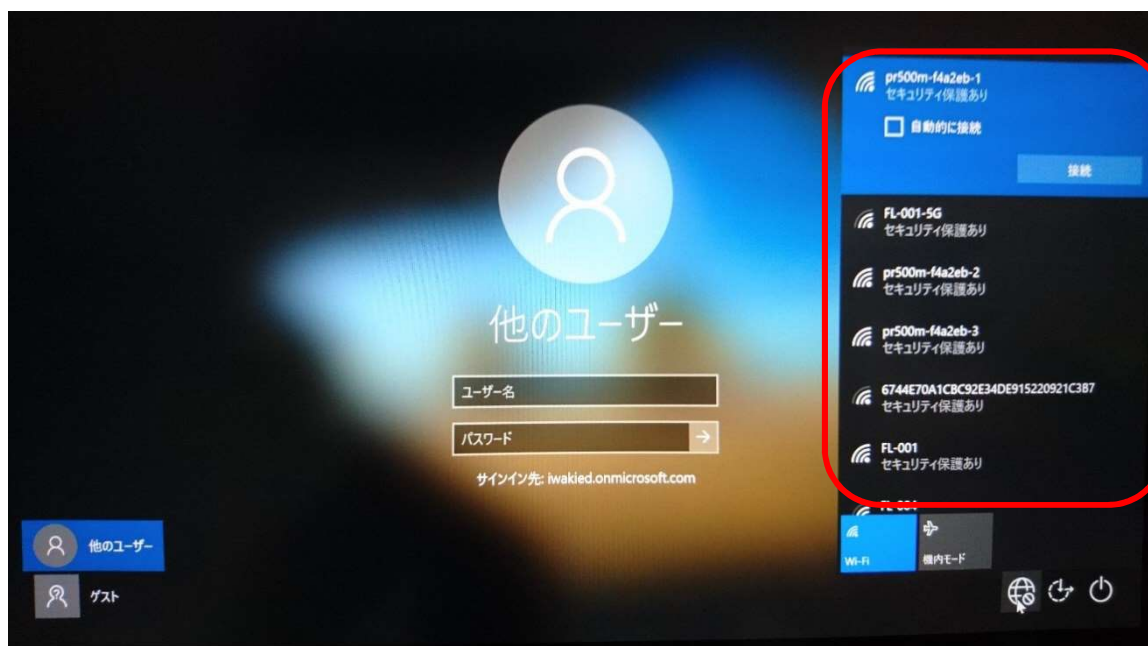 他のユーザー
ユーザー名
パスワード
サインイン先: iwakied.onmicrosoft.com
他のユーザー
ゲスト
pr500m-f4a2eb-1
セキュリティ保護あり
自動的に接続
接続
FL-001-5G
セキュリティ保護あり
pr500m-f4a2eb-2
セキュリティ保護あり
pr500m-f4a2eb-3
セキュリティ保護あり
6744E70A1CBC92E34DE915220921C3B7
セキュリティ保護あり
FL-001
セキュリティ保護あり
Wi-Fi
機内モード